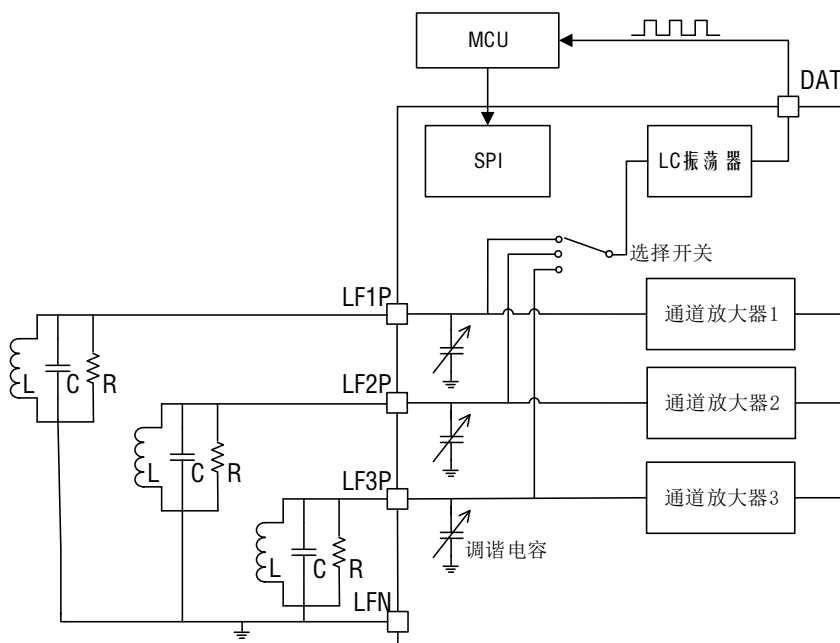 MCU
DAT
SPI
LC振荡器
选择开关
LF1P
通道放大器1
L
C
R
LF2P
通道放大器2
L
C
R
LF3P
通道放大器3
调谐电容
L
C
R
LFN